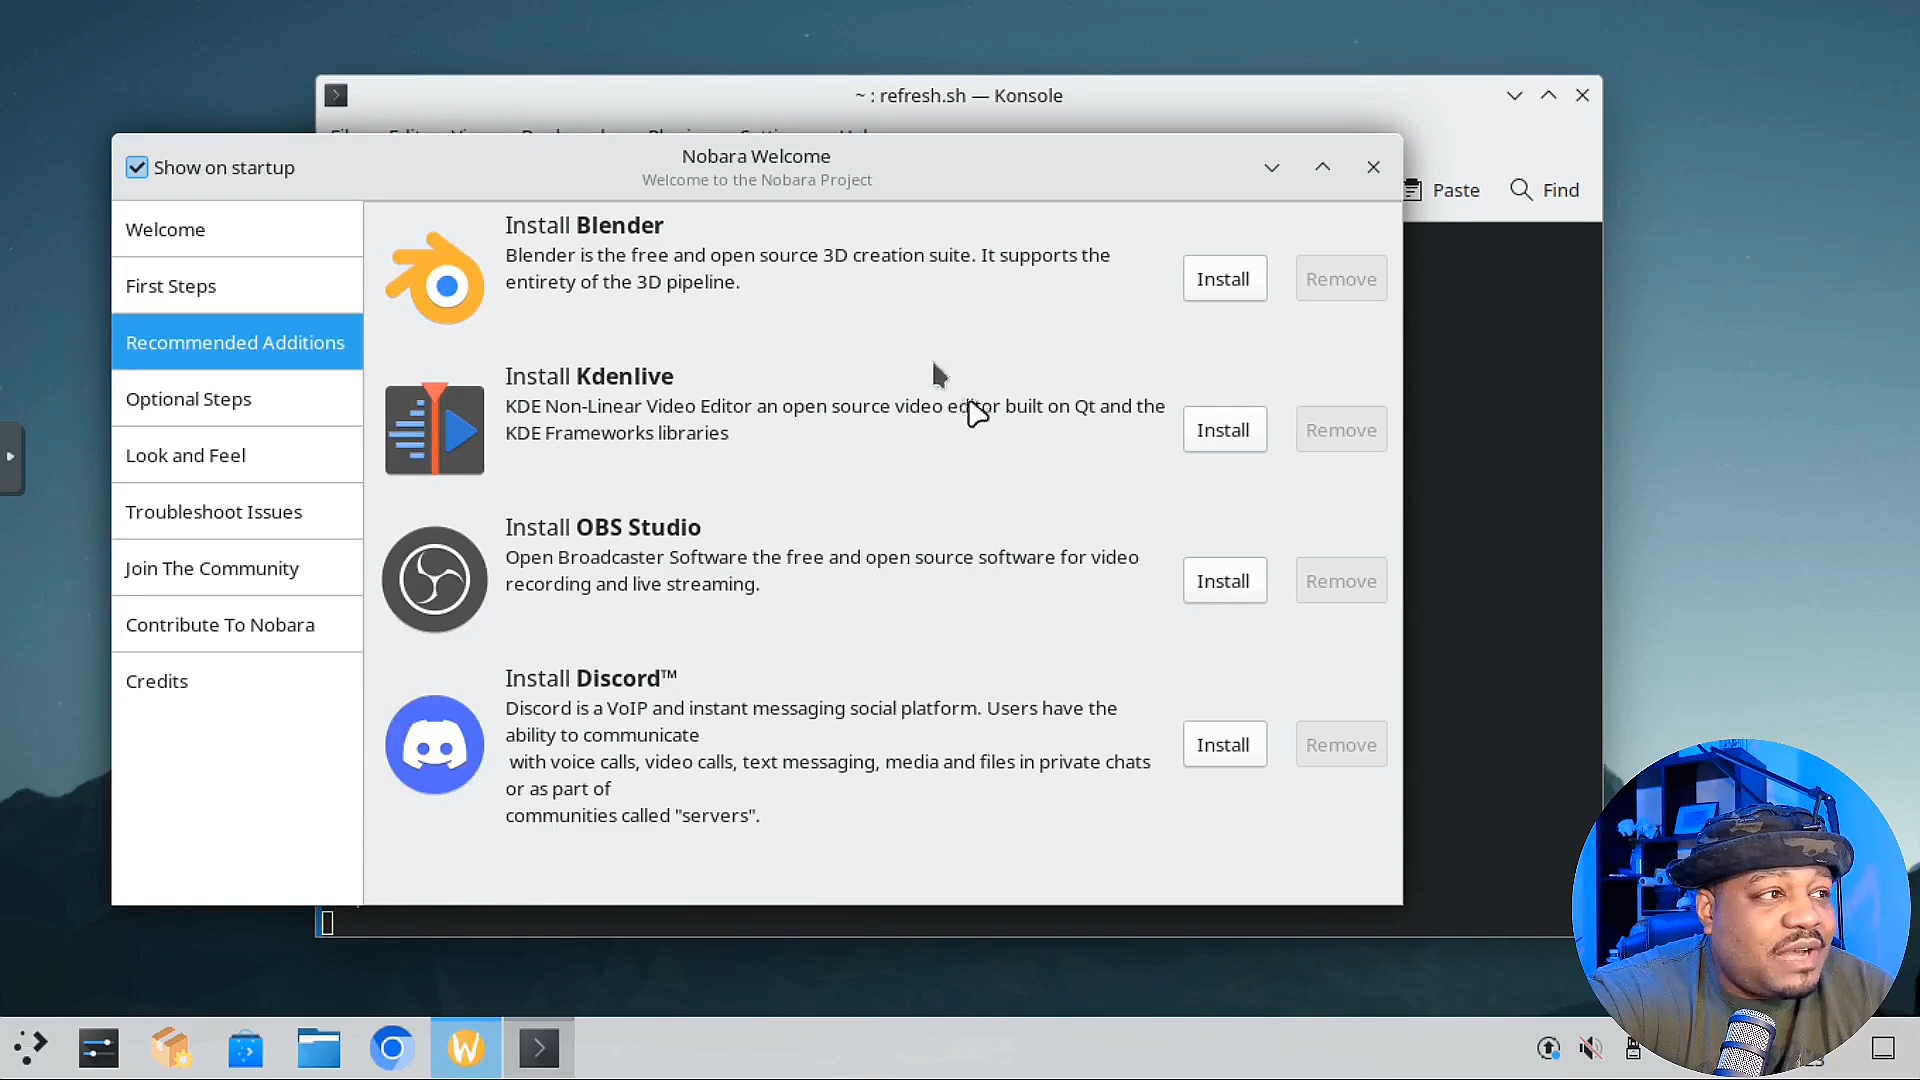 ~ : refresh.sh — Konsole
Show on startup
Nobara Welcome
Welcome to the Nobara Project
Paste
Find
Welcome
First Steps
Recommended Additions
Optional Steps
Look and Feel
Troubleshoot Issues
Join The Community
Contribute To Nobara
Credits
Install Blender
Blender is the free and open source 3D creation suite. It supports the
entirety of the 3D pipeline.
Install
Remove
Install Kdenlive
KDE Non-Linear Video Editor an open source video editor built on Qt and the
KDE Frameworks libraries
Install
Remove
Install OBS Studio
Open Broadcaster Software the free and open source software for video
recording and live streaming.
Install
Remove
Install Discord™
Discord is a VoIP and instant messaging social platform. Users have the
ability to communicate
with voice calls, video calls, text messaging, media and files in private chats
or as part of
communities called "servers".
Install
Remove